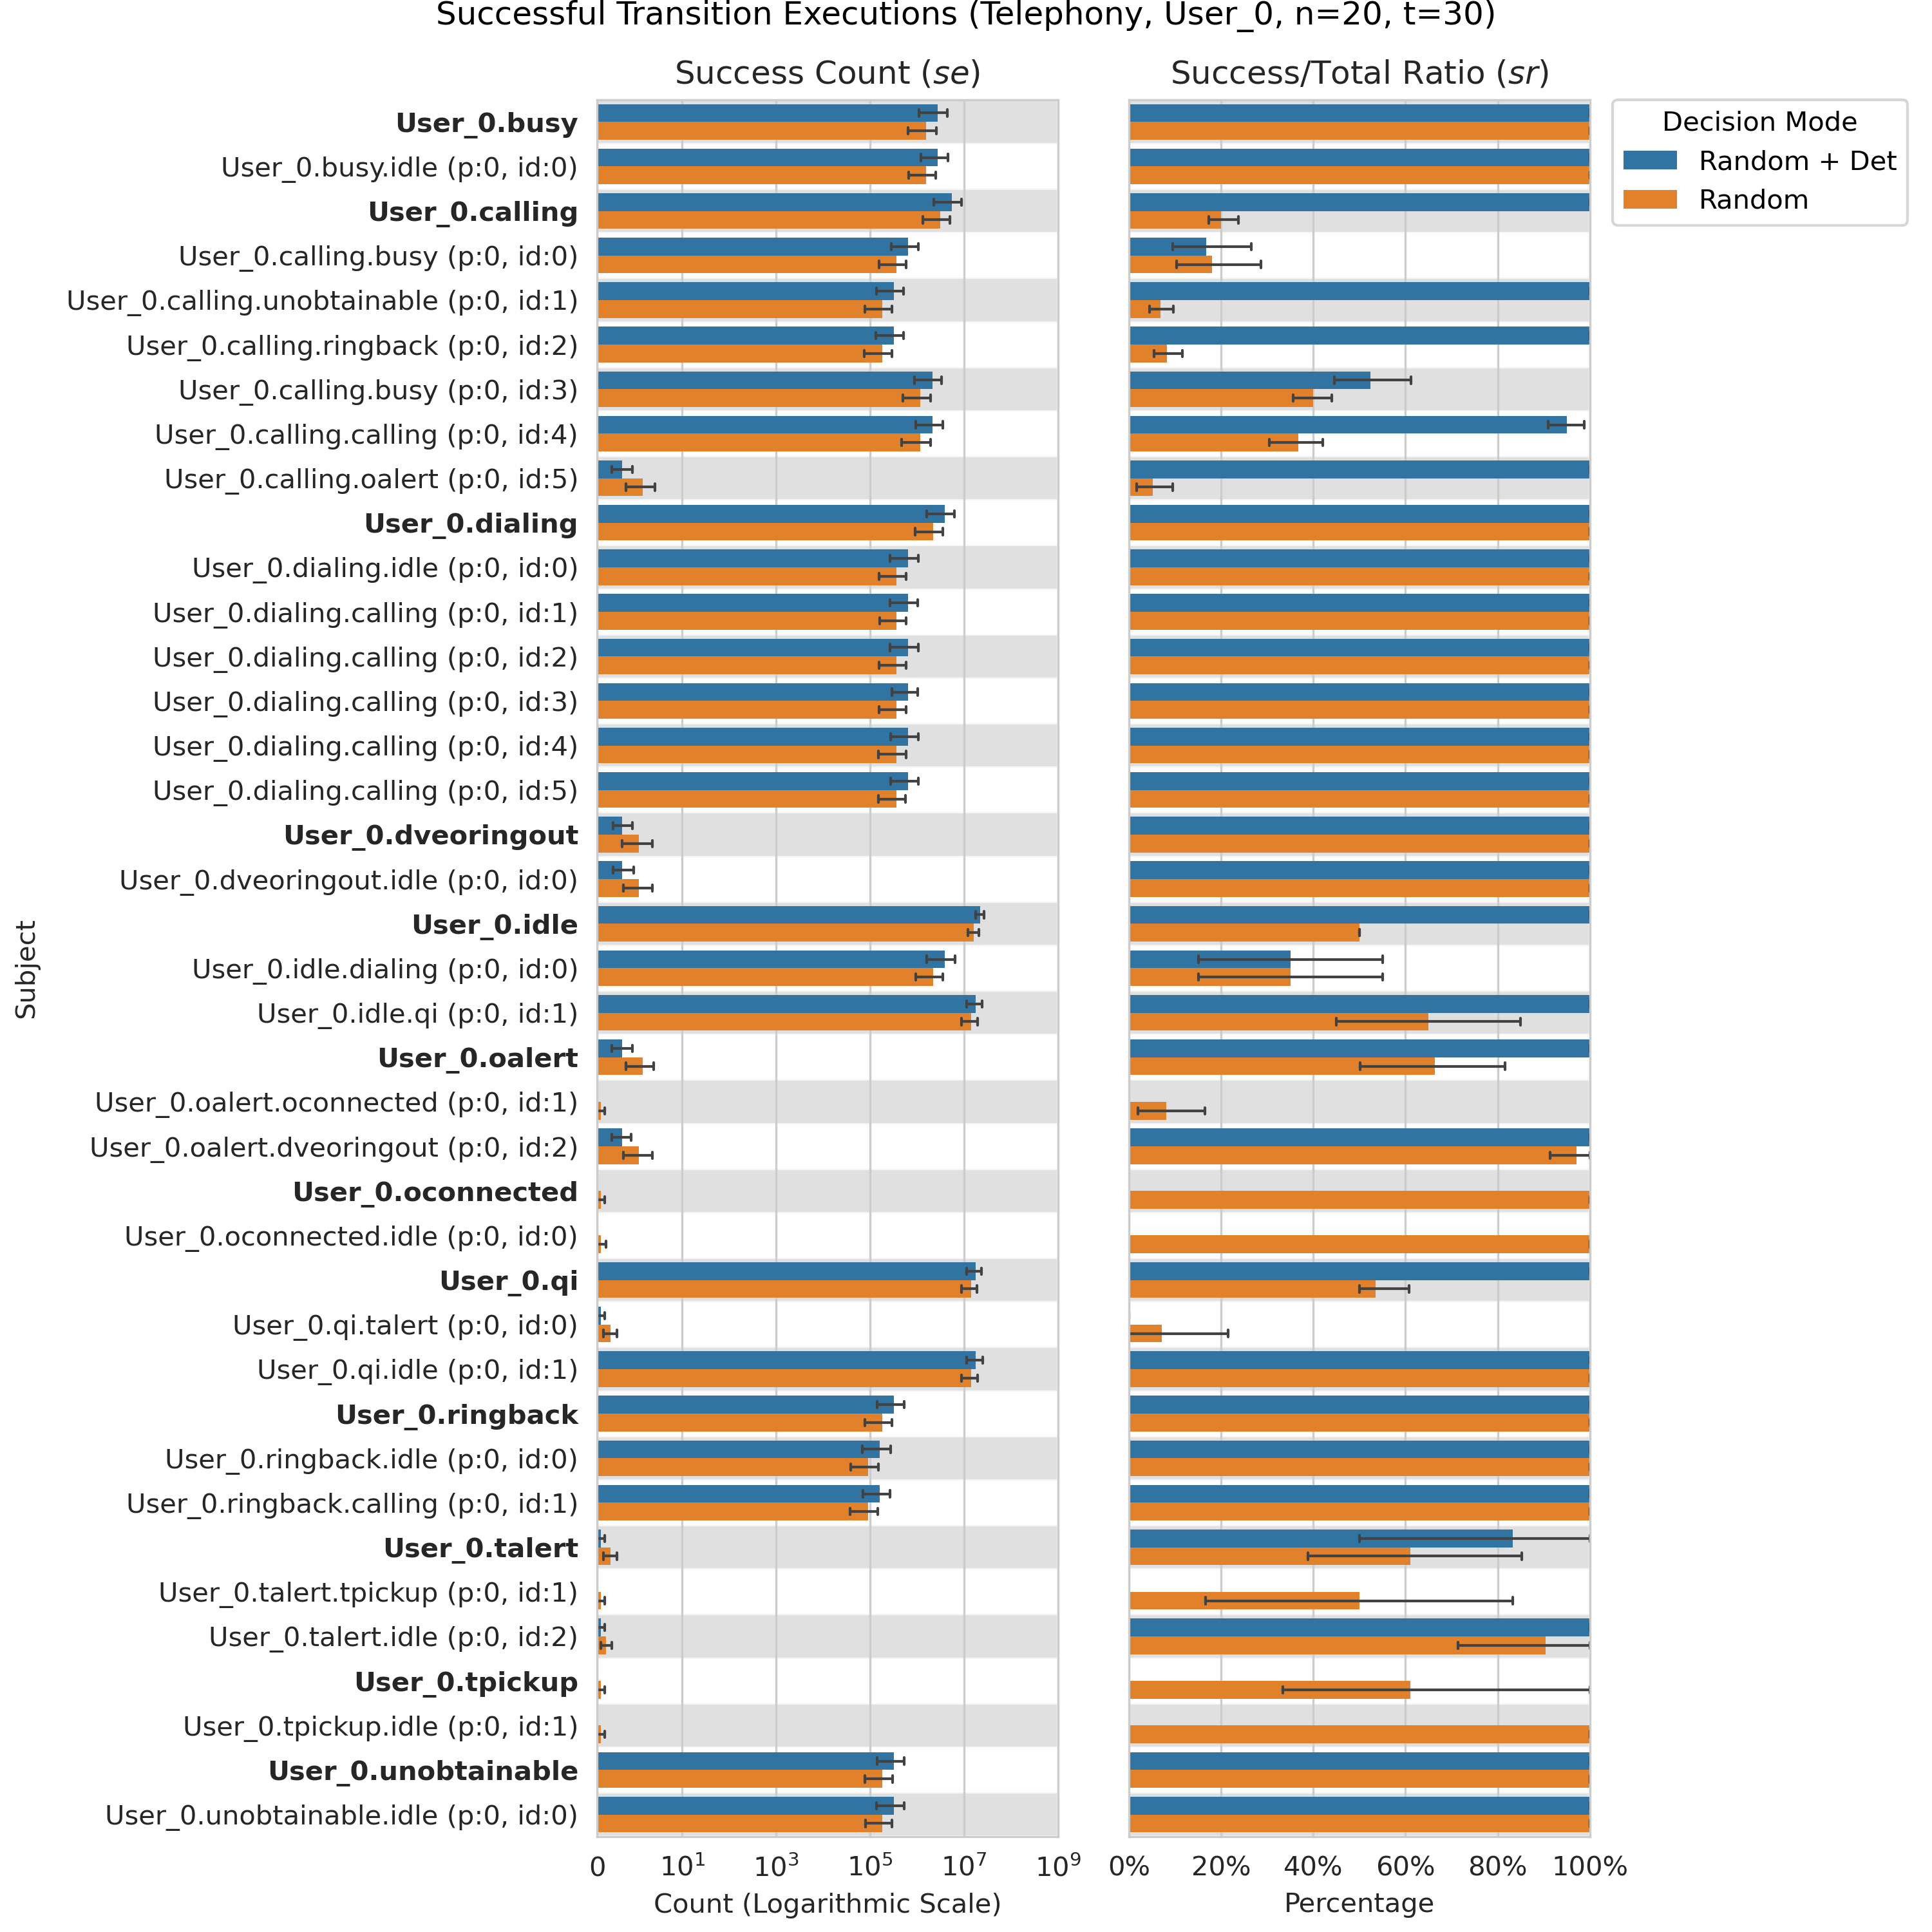 Successful Transition Executions (Telephony, User_0, n=20, t=30)
Success Count (se)
Success/Total Ratio (sr)
Decision Mode
Random + Det
Random
Subject
User_0.busy
User_0.busy.idle (p:0, id:0)
User_0.calling
User_0.calling.busy (p:0, id:0)
User_0.calling.unobtainable (p:0, id:1)
User_0.calling.ringback (p:0, id:2)
User_0.calling.busy (p:0, id:3)
User_0.calling.calling (p:0, id:4)
User_0.calling.oalert (p:0, id:5)
User_0.dialing
User_0.dialing.idle (p:0, id:0)
User_0.dialing.calling (p:0, id:1)
User_0.dialing.calling (p:0, id:2)
User_0.dialing.calling (p:0, id:3)
User_0.dialing.calling (p:0, id:4)
User_0.dialing.calling (p:0, id:5)
User_0.dveoringout
User_0.dveoringout.idle (p:0, id:0)
User_0.idle
User_0.idle.dialing (p:0, id:0)
User_0.idle.qi (p:0, id:1)
User_0.oalert
User_0.oalert.oconnected (p:0, id:1)
User_0.oalert.dveoringout (p:0, id:2)
User_0.oconnected
User_0.oconnected.idle (p:0, id:0)
User_0.qi
User_0.qi.talert (p:0, id:0)
User_0.qi.idle (p:0, id:1)
User_0.ringback
User_0.ringback.idle (p:0, id:0)
User_0.ringback.calling (p:0, id:1)
User_0.talert
User_0.talert.tpickup (p:0, id:1)
User_0.talert.idle (p:0, id:2)
User_0.tpickup
User_0.tpickup.idle (p:0, id:1)
User_0.unobtainable
User_0.unobtainable.idle (p:0, id:0)
0 10¹ 10³ 10⁵ 10⁷ 10⁹
Count (Logarithmic Scale)
0% 20% 40% 60% 80% 100%
Percentage